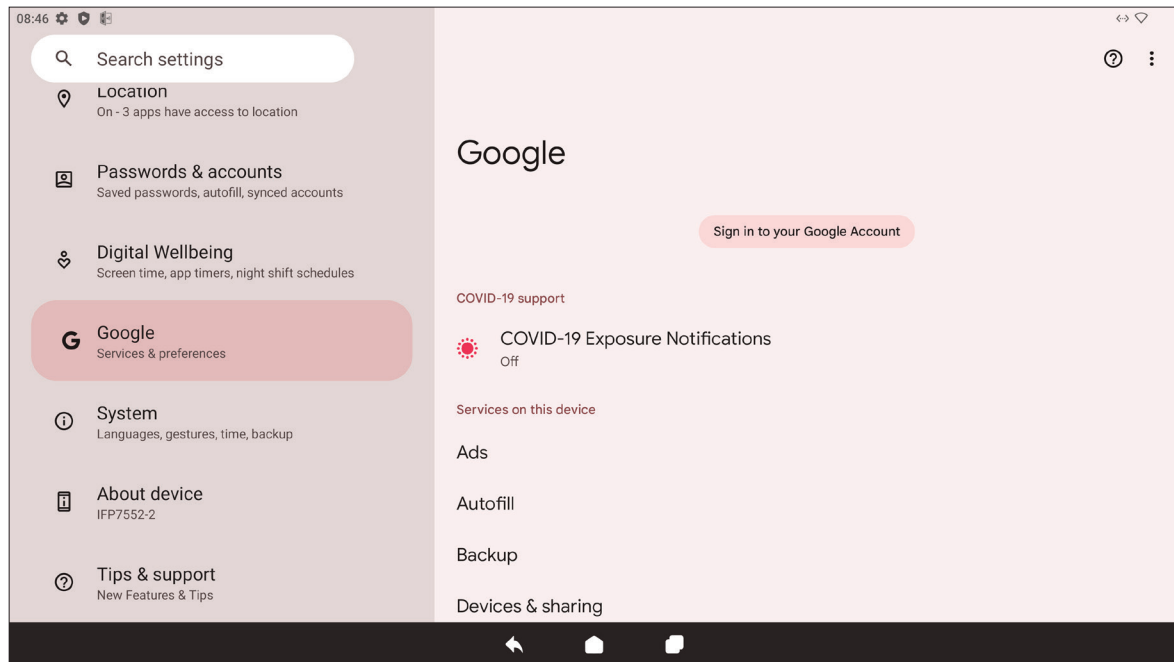 08:46
Search settings
Location
On - 3 apps have access to location
Passwords & accounts
Saved passwords, autofill, synced accounts
Digital Wellbeing
Screen time, app timers, night shift schedules
G
Google
Services & preferences
System
Languages, gestures, time, backup
About device
IFP7552-2
Tips & support
New Features & Tips
Google
Sign in to your Google Account
COVID-19 support
COVID-19 Exposure Notifications
Off
Services on this device
Ads
Autofill
Backup
Devices & sharing